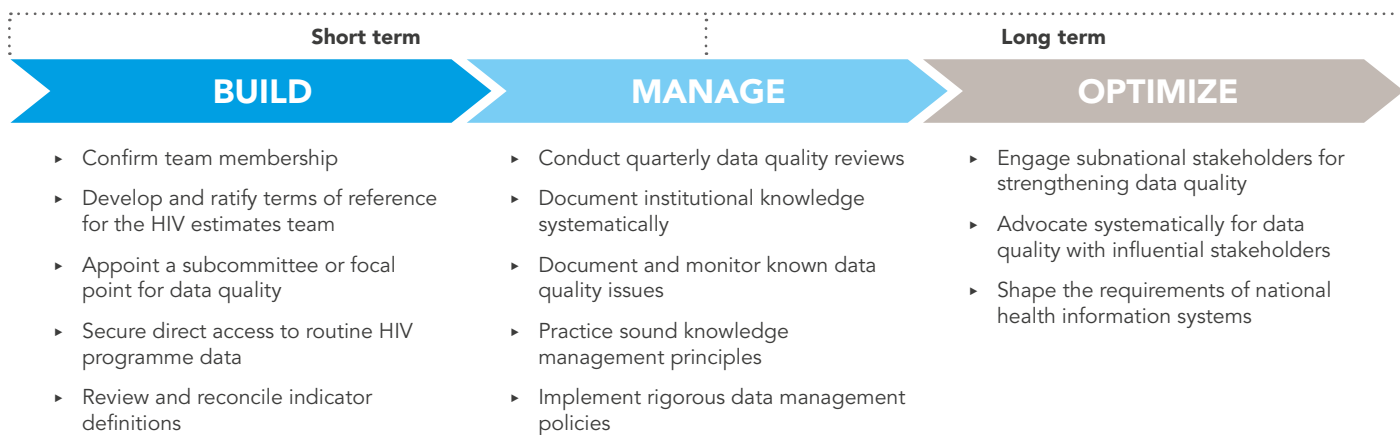 Short term
Long term
BUILD
MANAGE
OPTIMIZE
▸ Confirm team membership
▸ Develop and ratify terms of reference
for the HIV estimates team
▸ Appoint a subcommittee or focal
point for data quality
▸ Secure direct access to routine HIV
programme data
▸ Review and reconcile indicator
definitions
▸ Conduct quarterly data quality reviews
▸ Document institutional knowledge
systematically
▸ Document and monitor known data
quality issues
▸ Practice sound knowledge
management principles
▸ Implement rigorous data management
policies
▸ Engage subnational stakeholders for
strengthening data quality
▸ Advocate systematically for data
quality with influential stakeholders
▸ Shape the requirements of national
health information systems